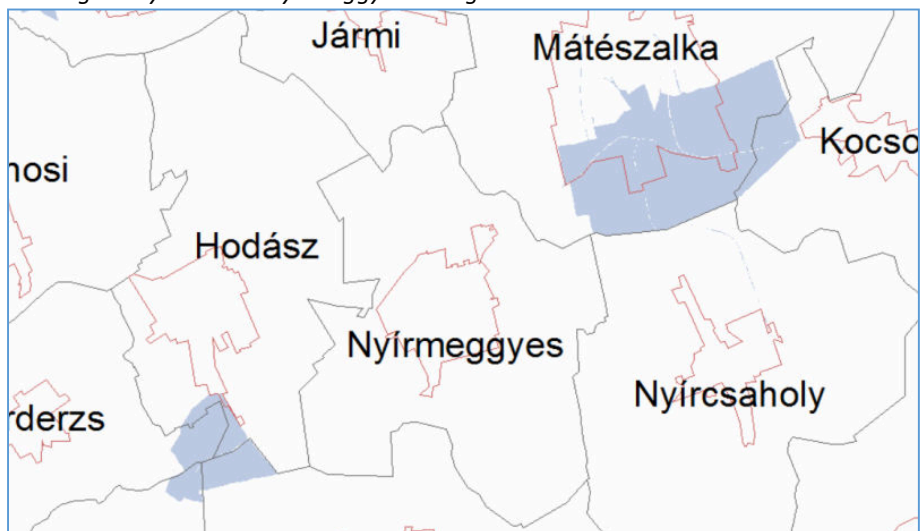 Jármi
Mátészalka
Kocso
nosi
Hodász
Nyírmeggyes
Nyírcsaholy
rderzs